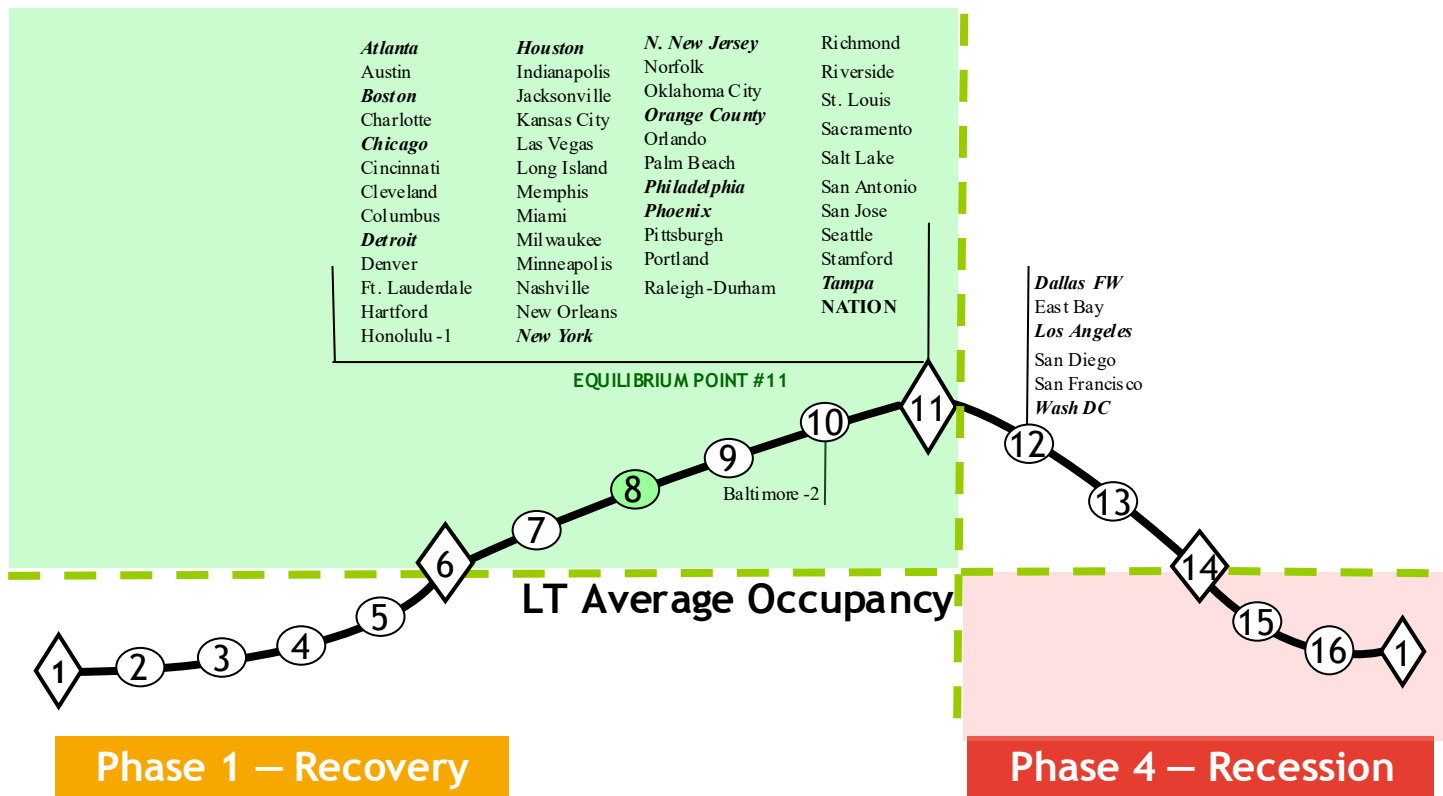 Atlanta
Austin
Boston
Charlotte
Chicago
Cincinnati
Cleveland
Columbus
Detroit
Denver
Ft. Lauderdale
Hartford
Honolulu -1
Houston
Indianapolis
Jacksonville
Kansas City
Las Vegas
Long Island
Memphis
Miami
Milwaukee
Minneapolis
Nashville
New Orleans
New York
N. New Jersey
Norfolk
Oklahoma City
Orange County
Orlando
Palm Beach
Philadelphia
Phoenix
Pittsburgh
Portland
Raleigh-Durham
Richmond
Riverside
St. Louis
Sacramento
Salt Lake
San Antonio
San Jose
Seattle
Stamford
Tampa
NATION
Dallas FW
East Bay
Los Angeles
San Diego
San Francisco
Wash DC
EQUILIBRIUM POINT #11
1
2
3
4
5
6
7
8
9
10
11
12
13
14
15
16
1
Baltimore -2
LT Average Occupancy
Phase 1 — Recovery
Phase 4 — Recession